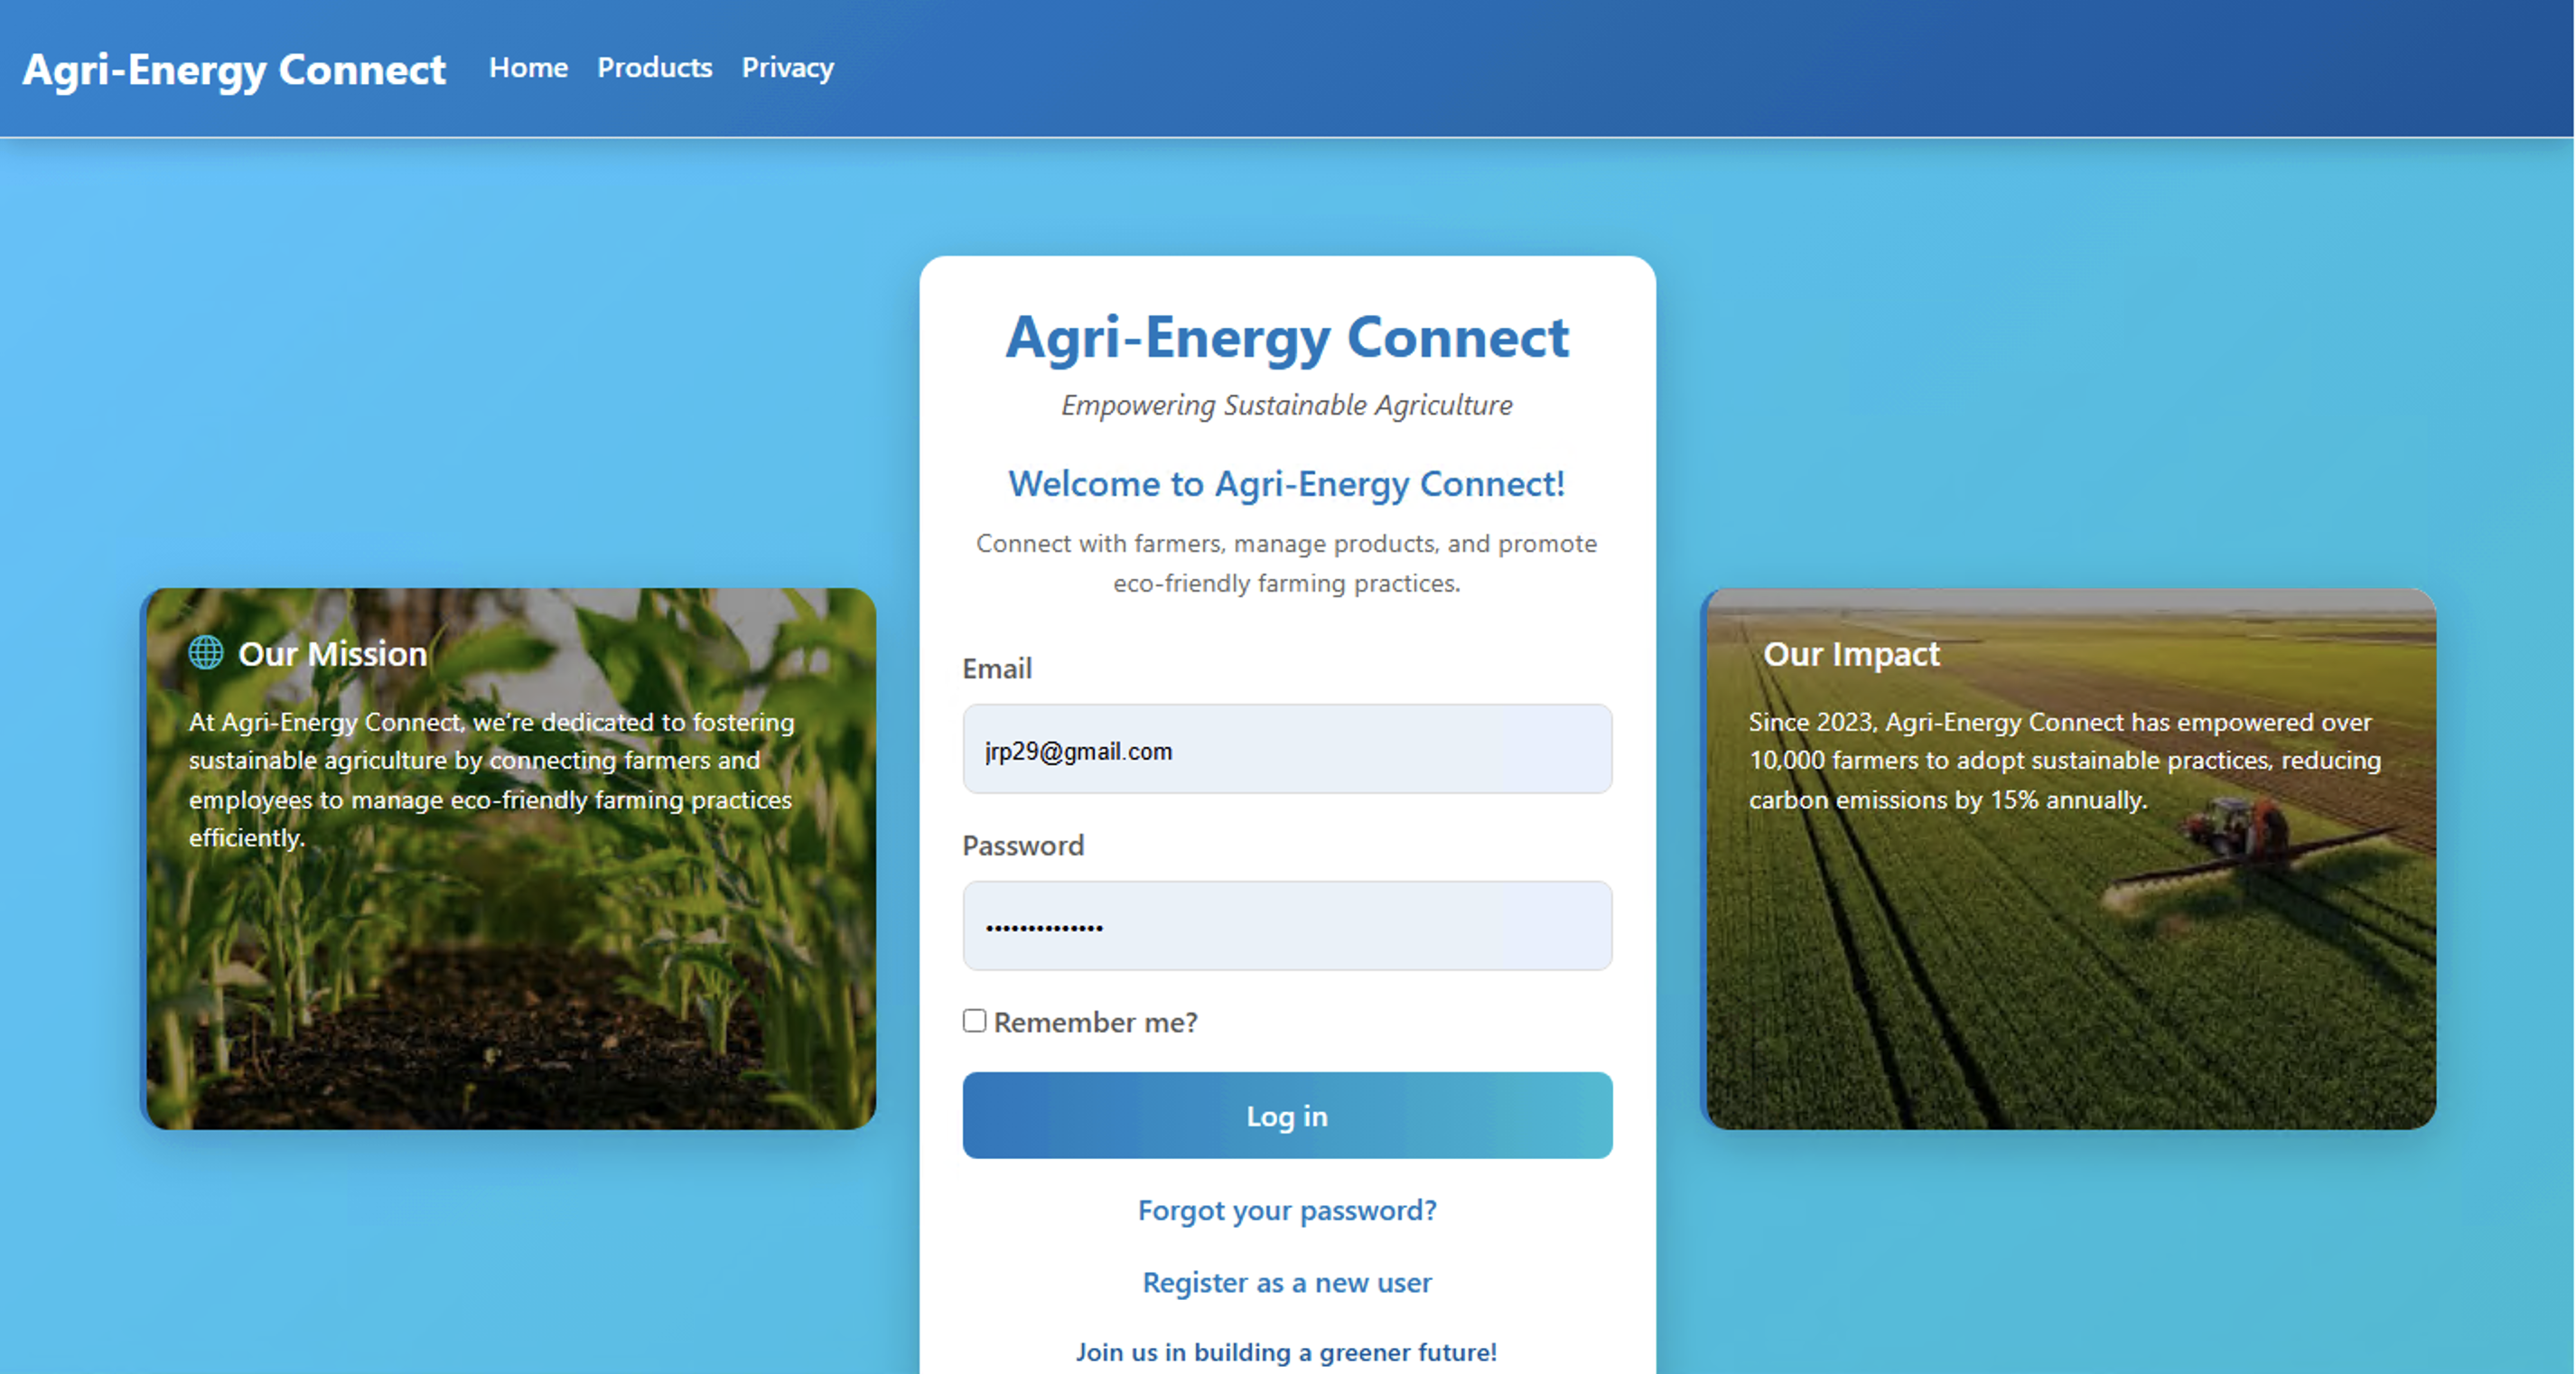 Agri-Energy Connect Home Products Privacy
Agri-Energy Connect
Empowering Sustainable Agriculture
Welcome to Agri-Energy Connect!
Connect with farmers, manage products, and promote
eco-friendly farming practices.
Our Mission
At Agri-Energy Connect, we're dedicated to fostering
sustainable agriculture by connecting farmers and
employees to manage eco-friendly farming practices
efficiently.
Email
jrp29@gmail.com
Password
••••••••••••••
Remember me?
Log in
Forgot your password?
Register as a new user
Join us in building a greener future!
Our Impact
Since 2023, Agri-Energy Connect has empowered over
10,000 farmers to adopt sustainable practices, reducing
carbon emissions by 15% annually.